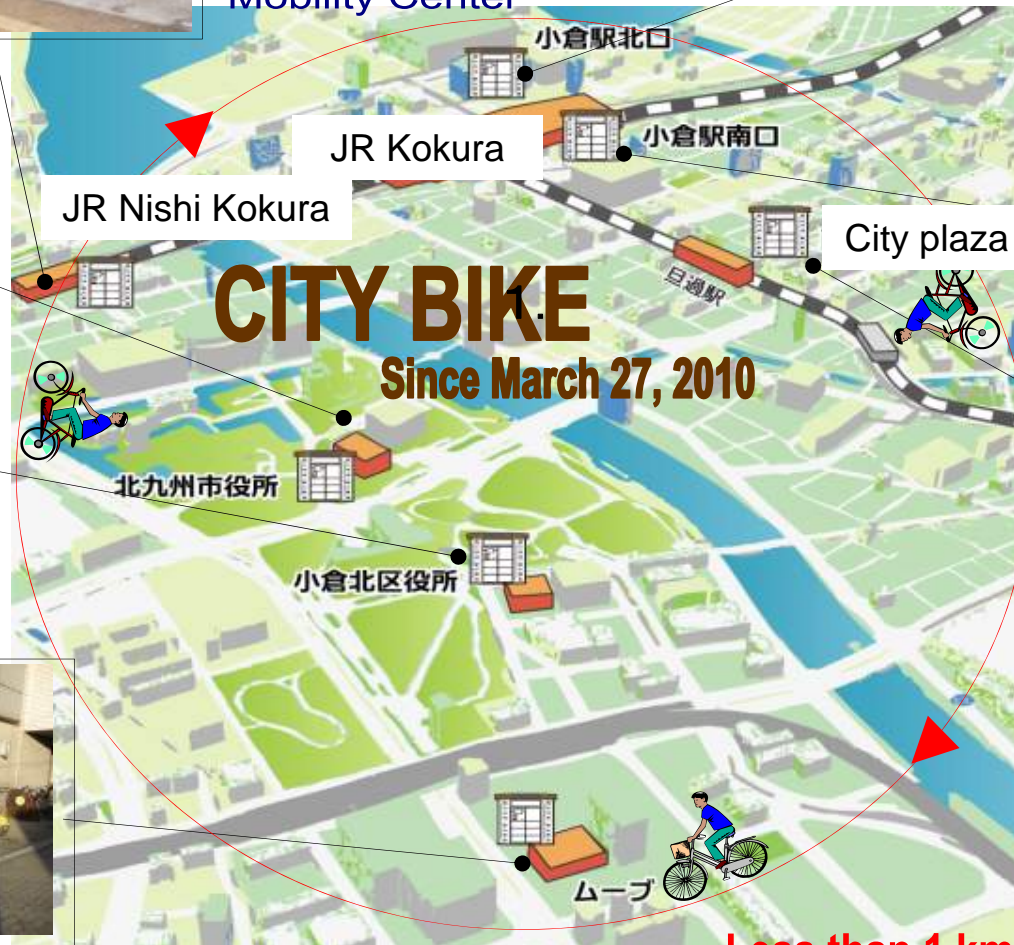 Mobility Center
小倉駅北口
小倉駅南口
JR Kokura
JR Nishi Kokura
City plaza
旦過駅
CITY BIKE
1.
Since March 27, 2010
北九州市役所
小倉北区役所
ムーブ
Less then 1 km